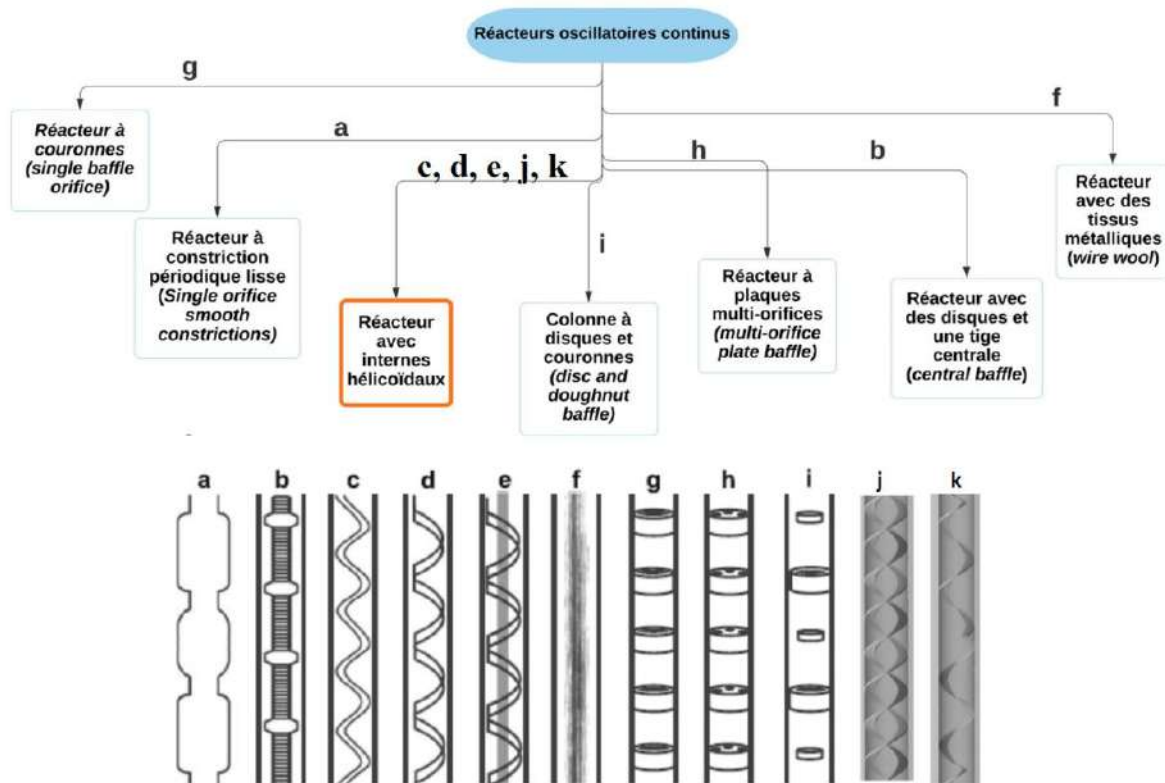 Réacteurs oscillatoires continus
g
f
a
c, d, e, j, k
h
b
i
Réacteur à
couronnes
(single baffle
orifice)
Réacteur à
constriction
périodique lisse
(Single orifice
smooth
constrictions)
Réacteur
avec
internes
hélicoïdaux
Colonne à
disques et
couronnes
(disc and
doughnut
baffle)
Réacteur à
plaques
multi-orifices
(multi-orifice
plate baffle)
Réacteur avec
des disques et
une tige
centrale
(central baffle)
Réacteur
avec des
tissus
métalliques
(wire wool)
a b c d e f g h i j k